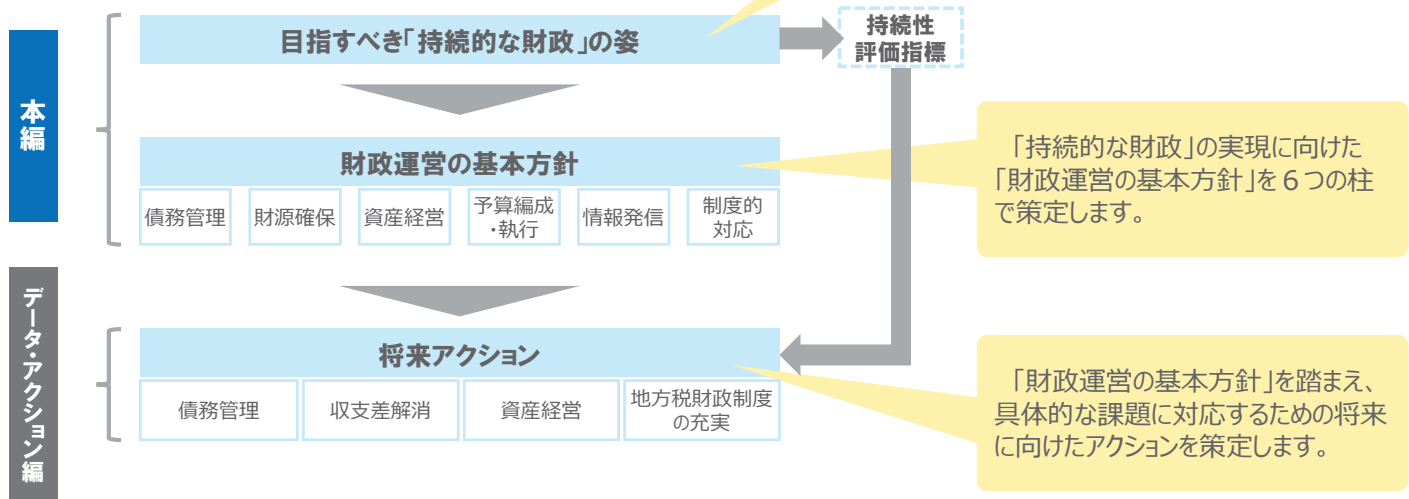 本編
目指すべき「持続的な財政」の姿
持続性
評価指標
財政運営の基本方針
債務管理
財源確保
資産経営
予算編成
・執行
情報発信
制度的
対応
「持続的な財政」の実現に向けた
「財政運営の基本方針」を６つの柱
で策定します。
データ・アクション編
将来アクション
債務管理
収支差解消
資産経営
地方税財政制度
の充実
「財政運営の基本方針」を踏まえ、
具体的な課題に対応するための将来
に向けたアクションを策定します。